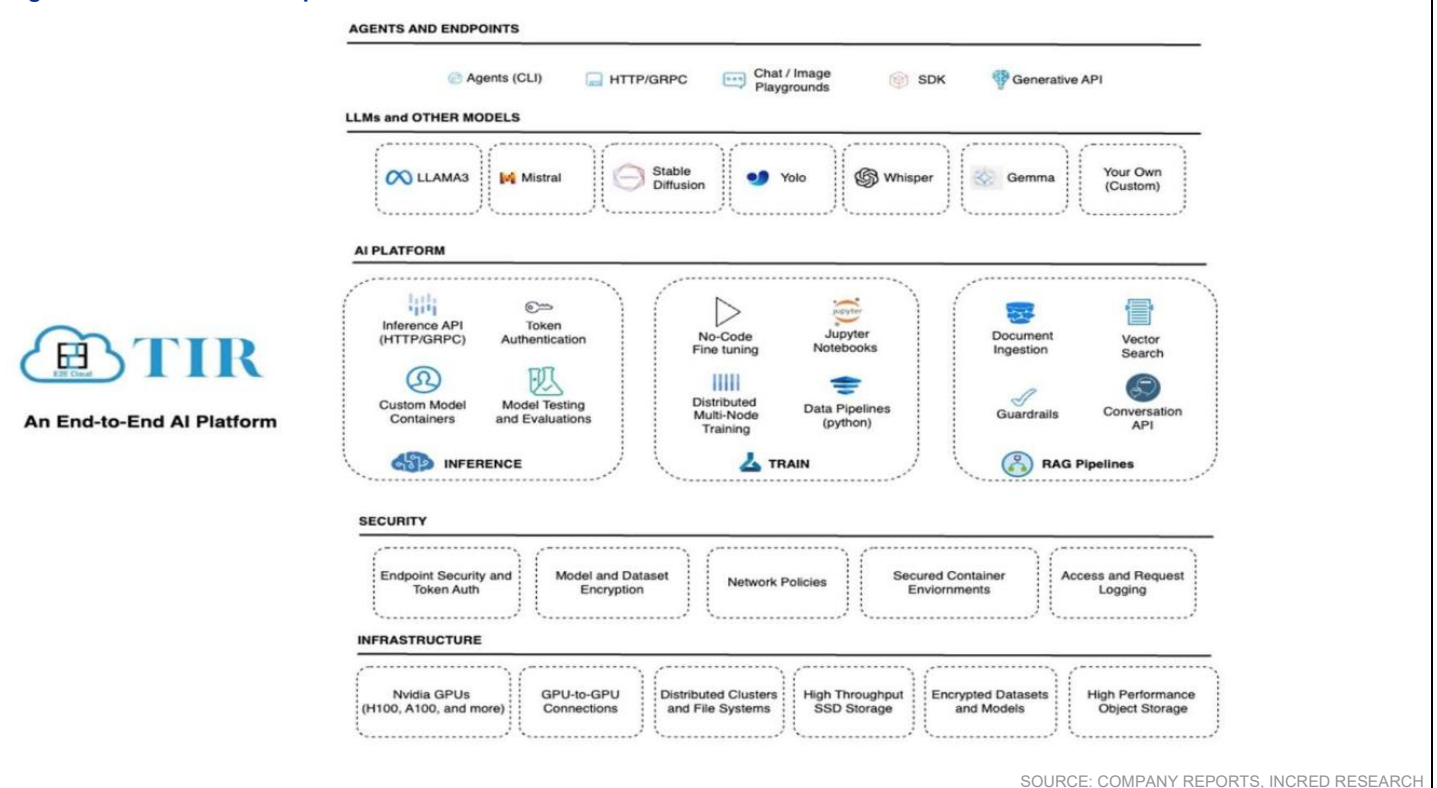 AGENTS AND ENDPOINTS
Agents (CLI)
HTTP/GRPC
Chat / Image
Playgrounds
SDK
Generative API
LLMs and OTHER MODELS
LLAMA3
Mistral
Stable
Diffusion
Yolo
Whisper
Gemma
Your Own
(Custom)
AI PLATFORM
Inference API
(HTTP/GRPC)
Token
Authentication
Custom Model
Containers
Model Testing
and Evaluations
INFERENCE
No-Code
Fine tuning
jupyter
Jupyter
Notebooks
Distributed
Multi-Node
Training
Data Pipelines
(python)
TRAIN
Document
Ingestion
Vector
Search
Guardrails
Conversation
API
RAG Pipelines
E2E Cloud
TIR
An End-to-End AI Platform
SECURITY
Endpoint Security and
Token Auth
Model and Dataset
Encryption
Network Policies
Secured Container
Enviornments
Access and Request
Logging
INFRASTRUCTURE
Nvidia GPUs
(H100, A100, and more)
GPU-to-GPU
Connections
Distributed Clusters
and File Systems
High Throughput
SSD Storage
Encrypted Datasets
and Models
High Performance
Object Storage
SOURCE: COMPANY REPORTS, INCRED RESEARCH